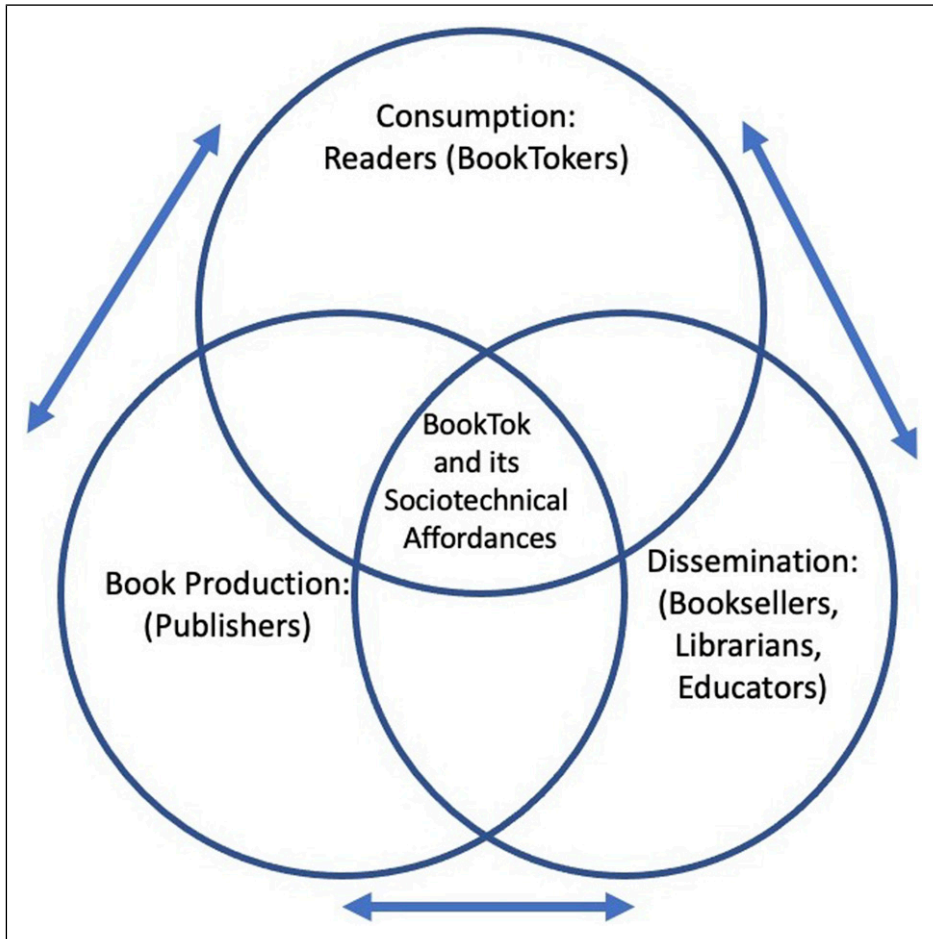 Consumption:
Readers (BookTokers)
BookTok
and its
Sociotechnical
Affordances
Book Production:
(Publishers)
Dissemination:
(Booksellers,
Librarians,
Educators)